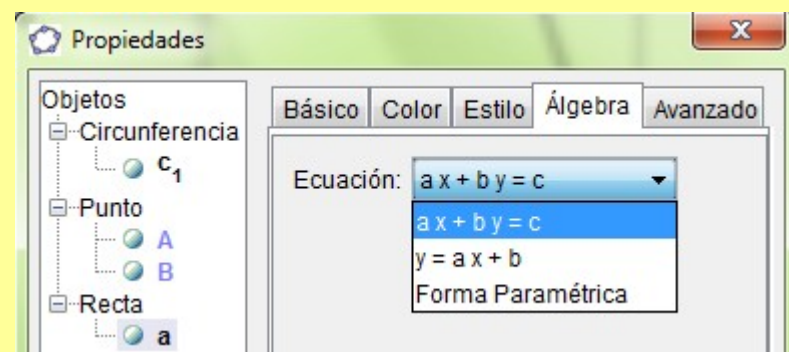 Propiedades
X
Objetos
Circunferencia
c1
Punto
A
B
Recta
a
Básico Color Estilo Álgebra Avanzado
Ecuación: a x + b y = c
a x + b y = c
y = a x + b
Forma Paramétrica